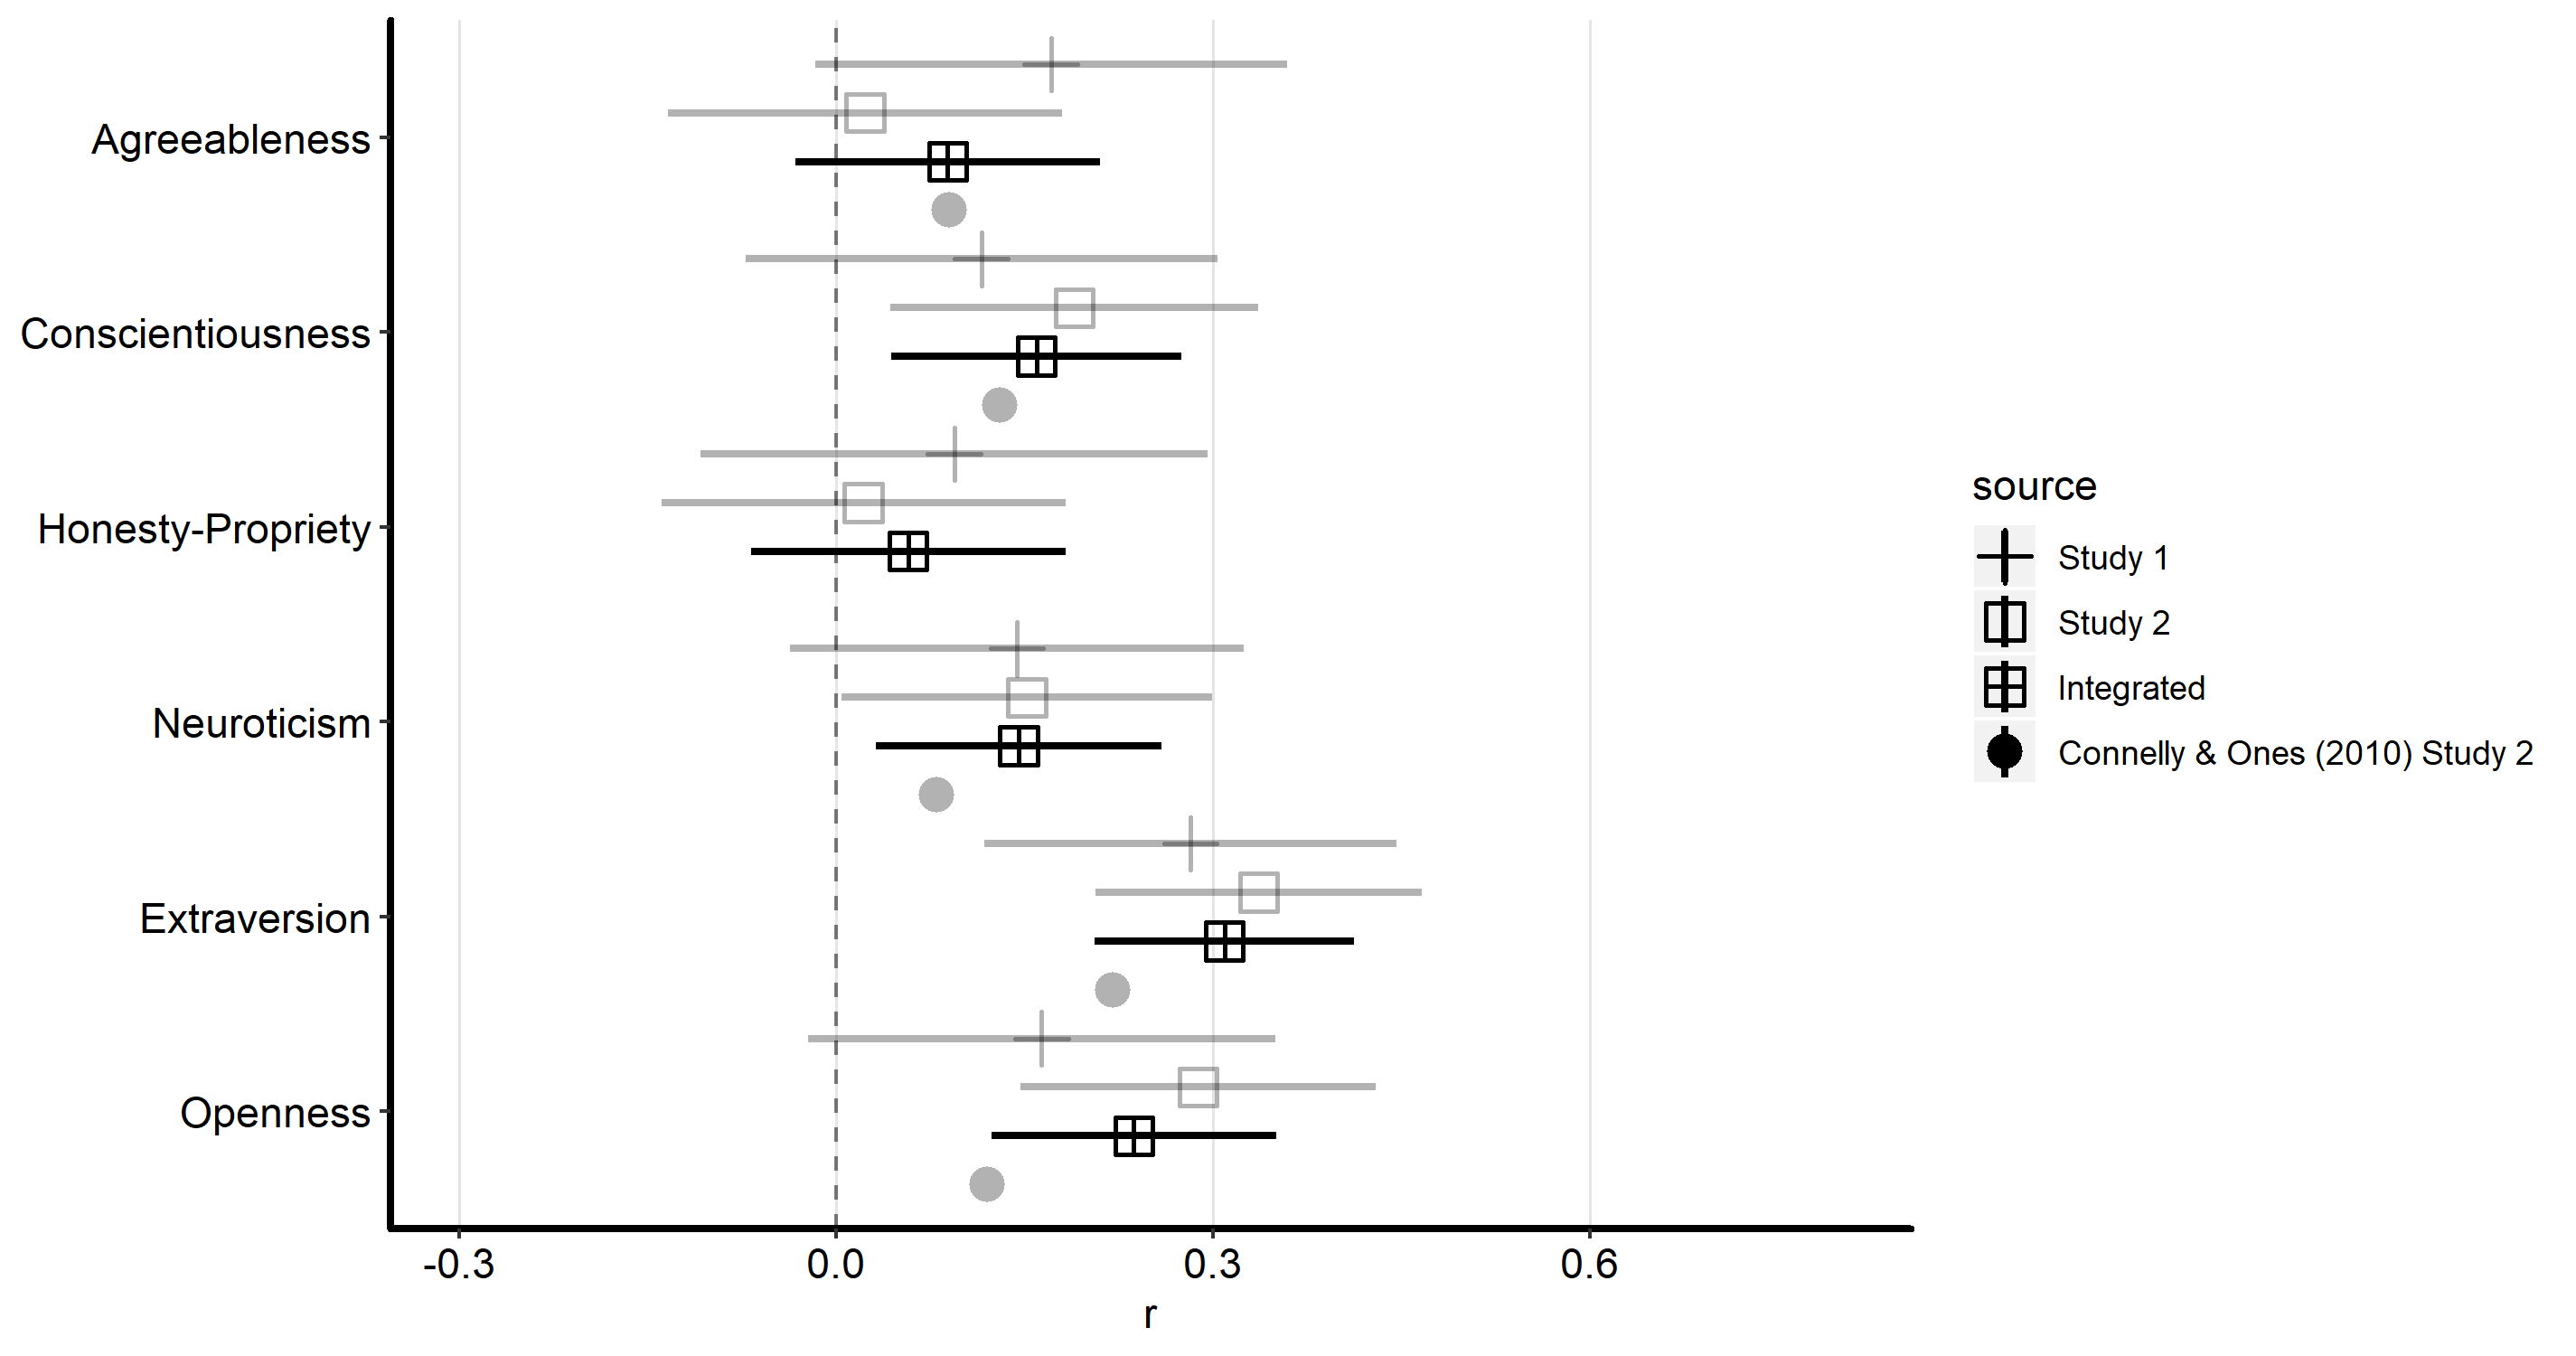 Agreeableness
Conscientiousness
Honesty-Propriety
Neuroticism
Extraversion
Openness
-0.3
0.0
0.3
0.6
r
source
Study 1
Study 2
Integrated
Connelly & Ones (2010) Study 2